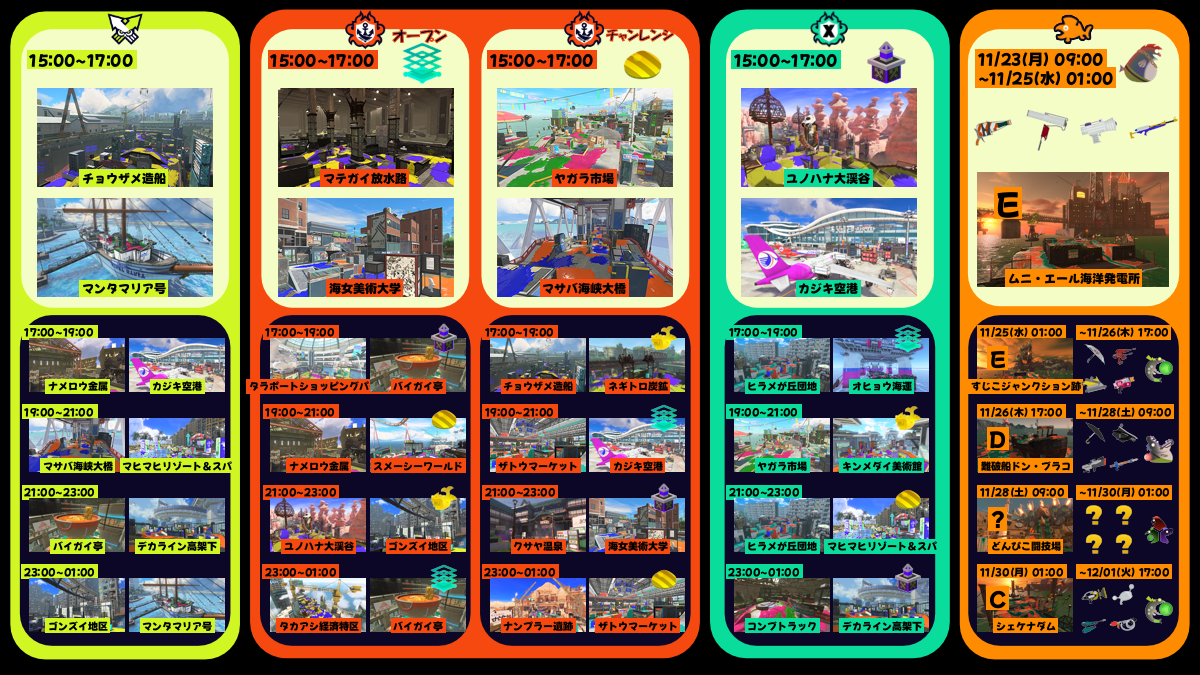 15:00~17:00
チョウザメ造船
マンタマリア号
17:00~19:00
ナメロウ金属
カジキ空港
19:00~21:00
マサバ海峡大橋
マヒマヒリゾート&スパ
21:00~23:00
バイガイ亭
デカライン高架下
23:00~01:00
ゴンズイ地区
マンタマリア号
オープン
15:00~17:00
マテガイ放水路
海女美術大学
17:00~19:00
タラポートショッピングパ
バイガイ亭
19:00~21:00
ナメロウ金属
スメーシーワールド
21:00~23:00
ユノハナ大渓谷
ゴンズイ地区
23:00~01:00
タカアシ経済特区
バイガイ亭
チャレンジ
15:00~17:00
ヤガラ市場
マサバ海峡大橋
17:00~19:00
チョウザメ造船
ネギトロ炭鉱
19:00~21:00
ザトウマーケット
カジキ空港
21:00~23:00
クサヤ温泉
海女美術大学
23:00~01:00
ナンプラー遺跡
ザトウマーケット
X
15:00~17:00
ユノハナ大渓谷
カジキ空港
17:00~19:00
ヒラメが丘団地
オヒョウ海運
19:00~21:00
ヤガラ市場
キンメダイ美術館
21:00~23:00
ヒラメが丘団地
マヒマヒリゾート&スパ
23:00~01:00
コンブトラック
デカライン高架下
11/23(月) 09:00
~11/25(水) 01:00
E
ムニ・エール海洋発電所
11/25(水) 01:00
~11/26(木) 17:00
E
すじこジャンクション跡
11/26(木) 17:00
~11/28(土) 09:00
D
難破船ドン・ブラコ
11/28(土) 09:00
~11/30(月) 01:00
?
? ?
? ?
どんぴこ闘技場
11/30(月) 01:00
~12/01(火) 17:00
C
シェケナダム